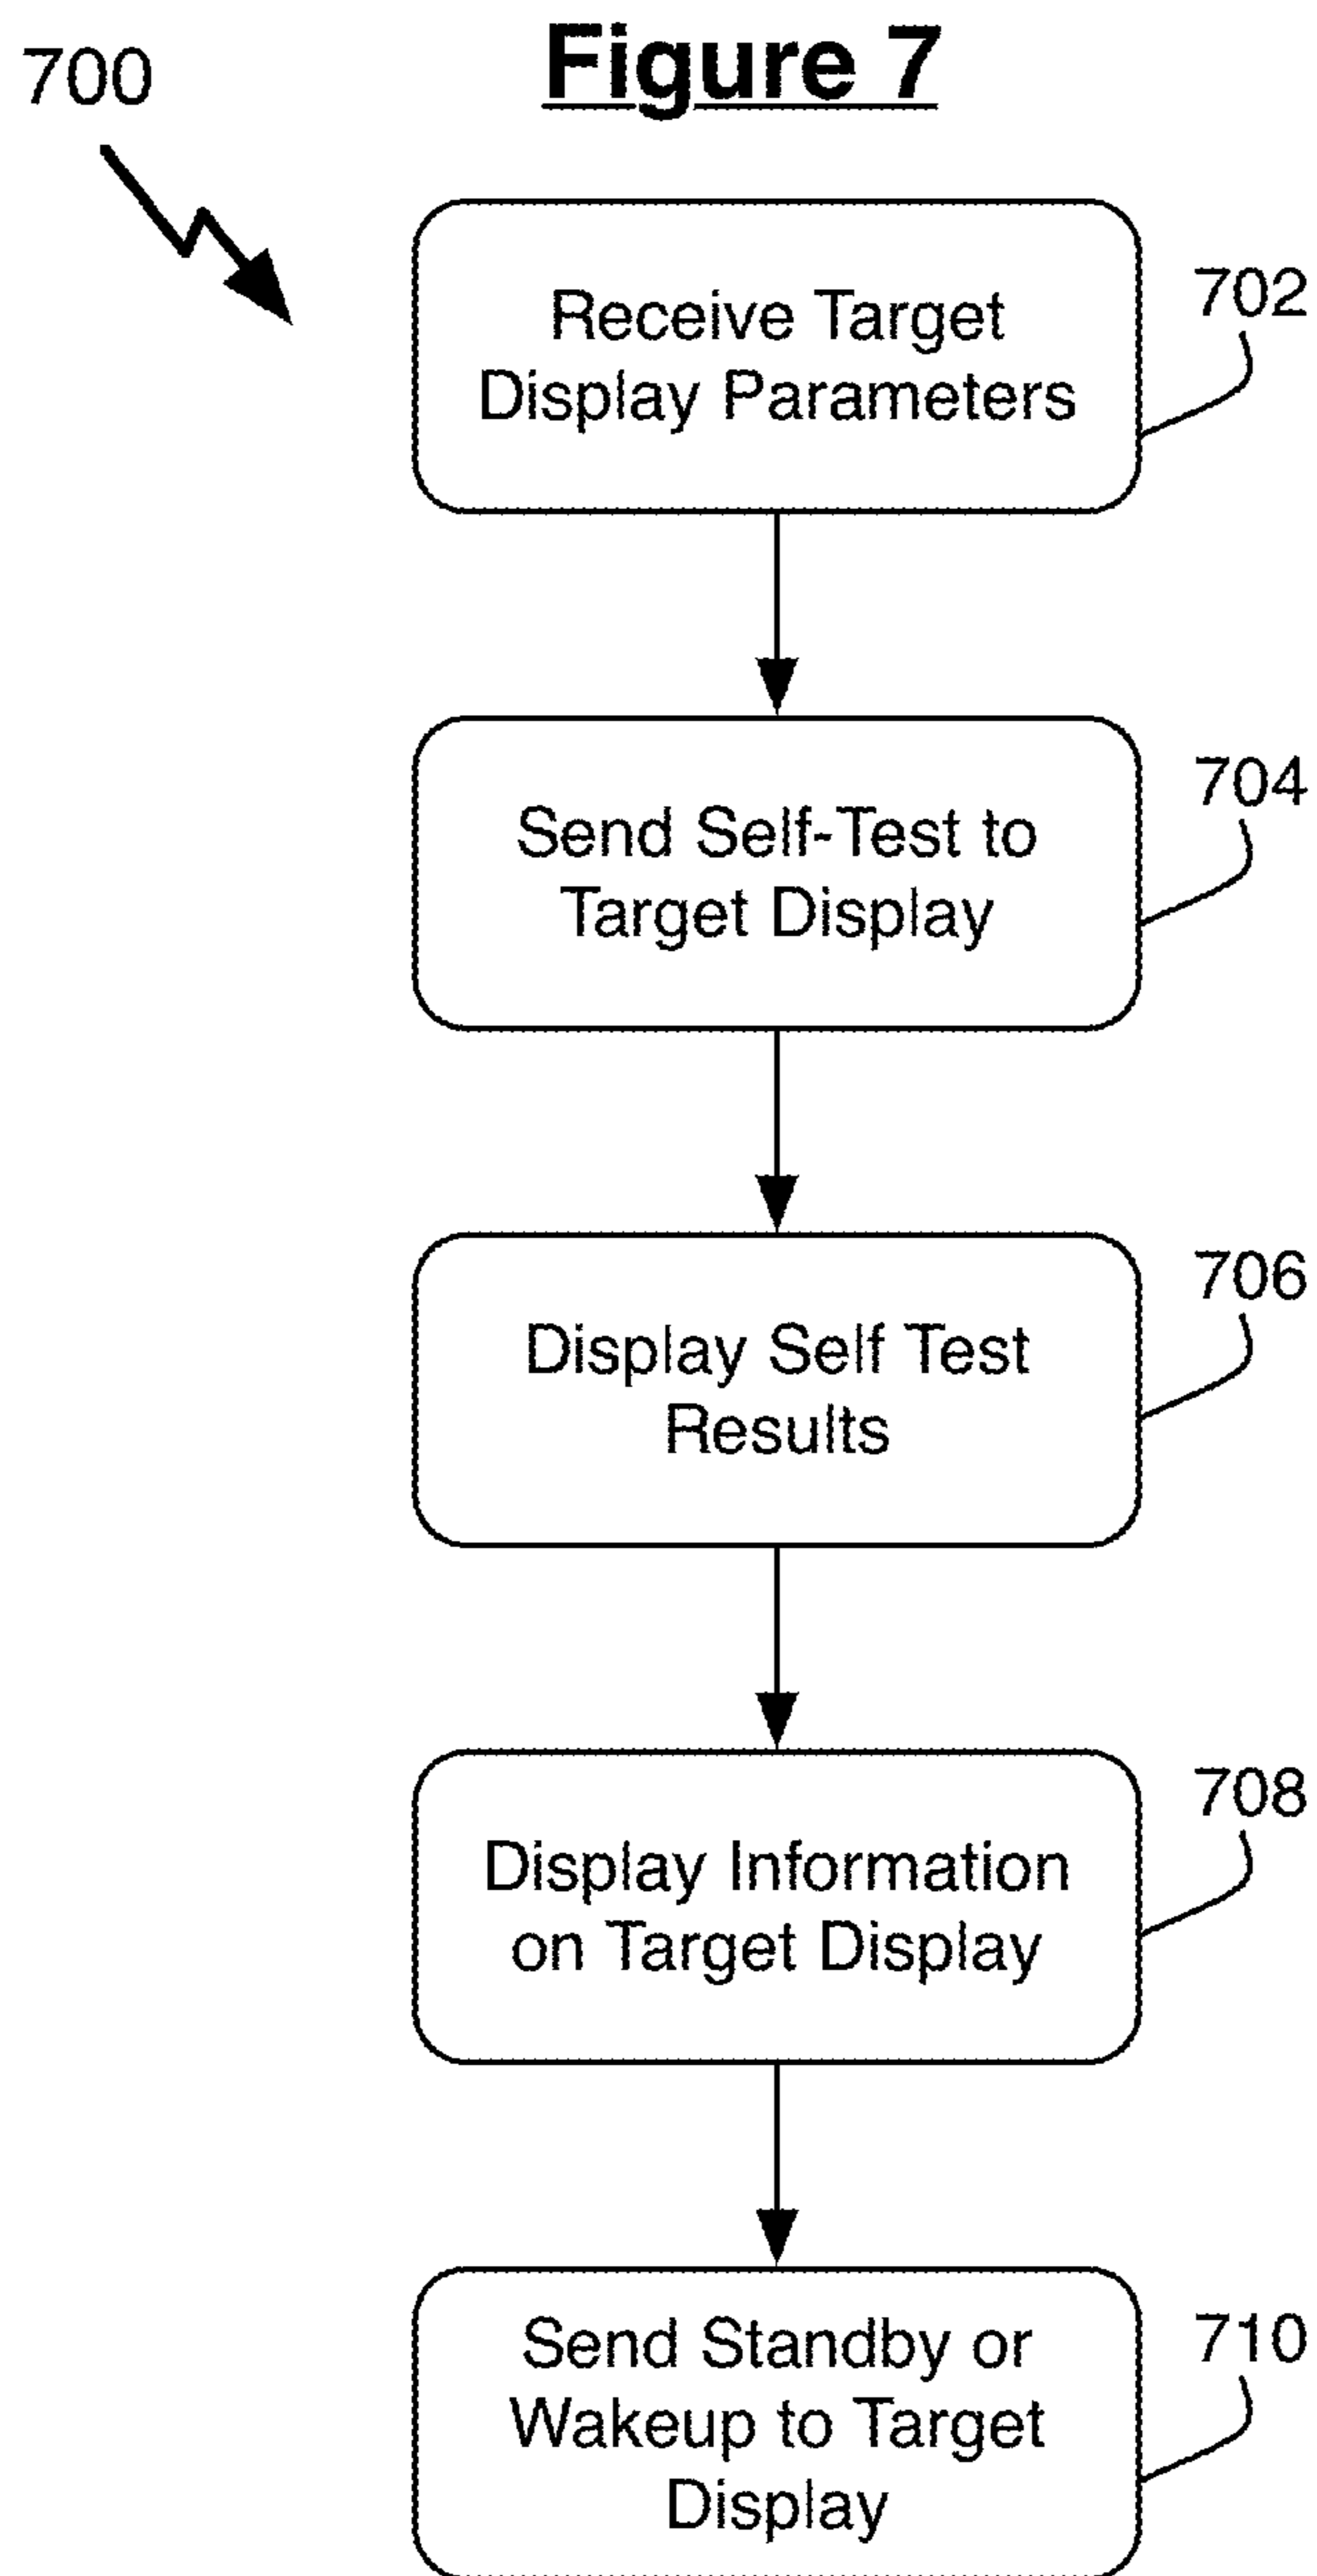 Figure 7
700
Receive Target
Display Parameters
702
Send Self-Test to
Target Display
704
Display Self Test
Results
706
Display Information
on Target Display
708
Send Standby or
Wakeup to Target
Display
710